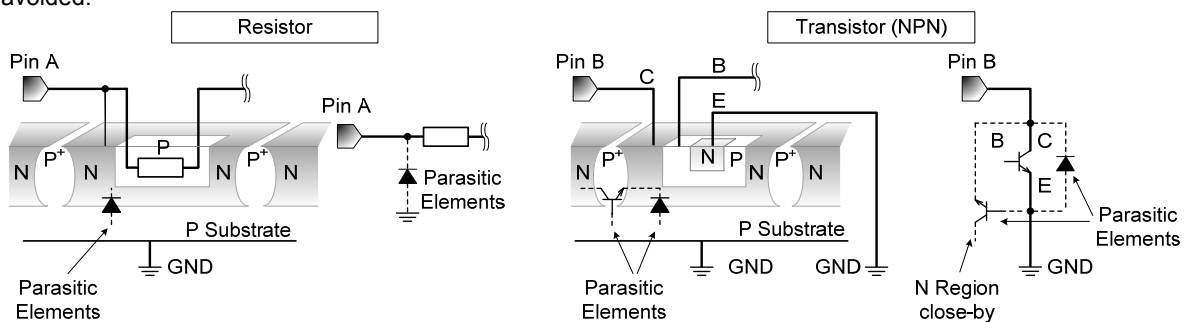 avoided.
Resistor
Transistor (NPN)
Pin A
Pin A
N
P+
N
P
N
P+
N
Parasitic
Elements
P Substrate
GND
Parasitic
Elements
Pin B
C
B
E
N
P+
N
N
P
N
P+
N
P Substrate
GND
GND
Parasitic
Elements
Pin B
B
C
E
Parasitic
Elements
GND
N Region
close-by